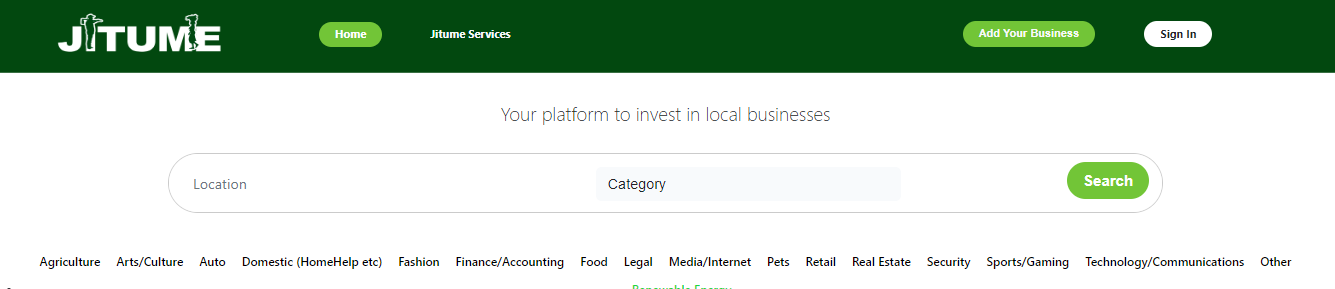 JITUME Home Jitume Services Add Your Business Sign In
Your platform to invest in local businesses
Location Category Search
Agriculture Arts/Culture Auto Domestic (HomeHelp etc) Fashion Finance/Accounting Food Legal Media/Internet Pets Retail Real Estate Security Sports/Gaming Technology/Communications Other
Renewable Energy